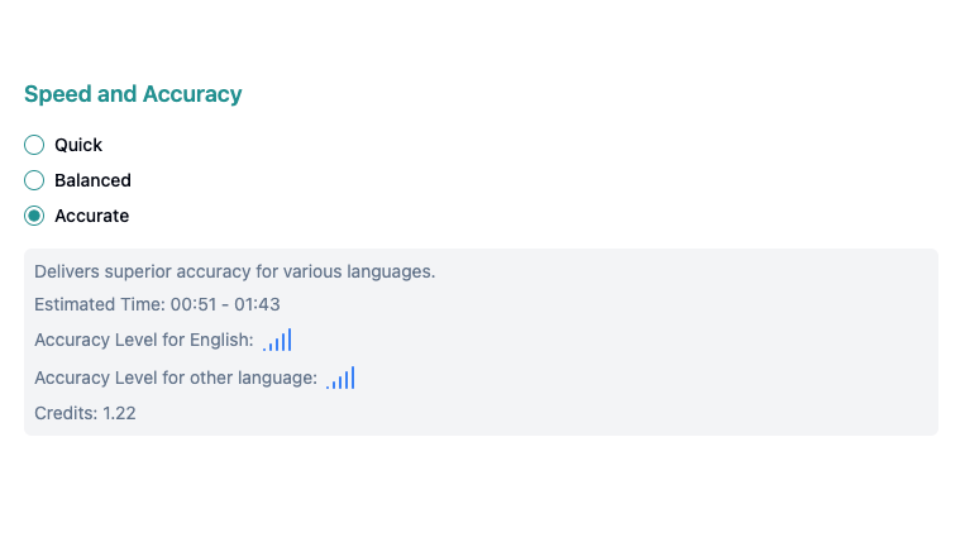 Speed and Accuracy
Quick
Balanced
Accurate
Delivers superior accuracy for various languages.
Estimated Time: 00:51 - 01:43
Accuracy Level for English:
Accuracy Level for other language:
Credits: 1.22